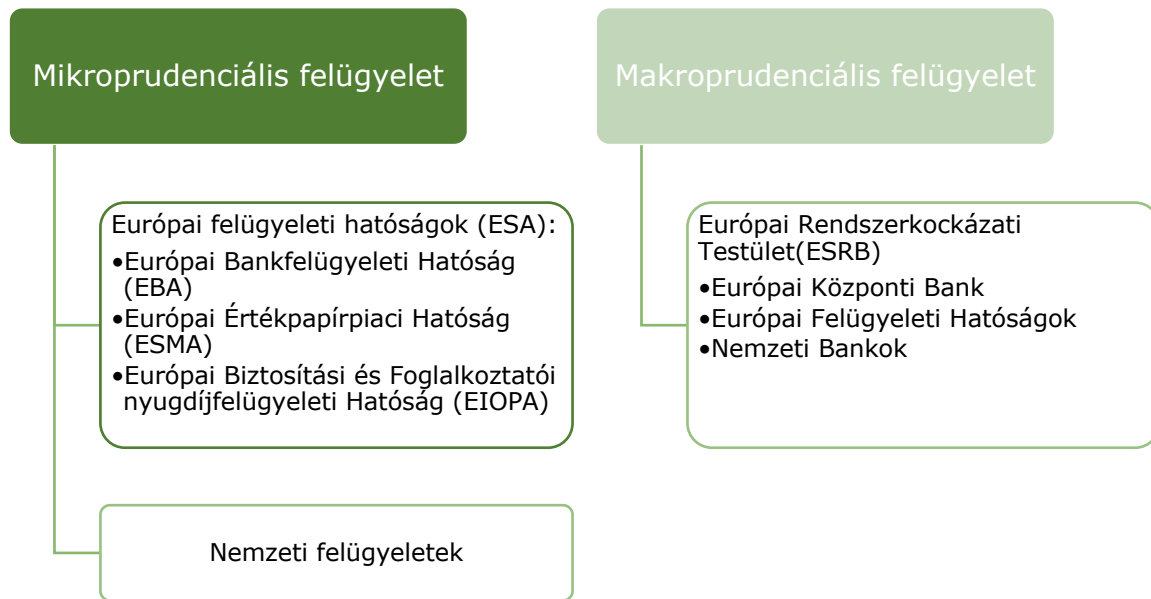 Mikroprudenciális felügyelet
Európai felügyeleti hatóságok (ESA):
•Európai Bankfelügyeleti Hatóság
(EBA)
•Európai Értékpapírpiaci Hatóság
(ESMA)
•Európai Biztosítási és Foglalkoztatói
nyugdíjfelügyeleti Hatóság (EIOPA)
Nemzeti felügyeletek
Makroprudenciális felügyelet
Európai Rendszerkockázati
Testület(ESRB)
•Európai Központi Bank
•Európai Felügyeleti Hatóságok
•Nemzeti Bankok